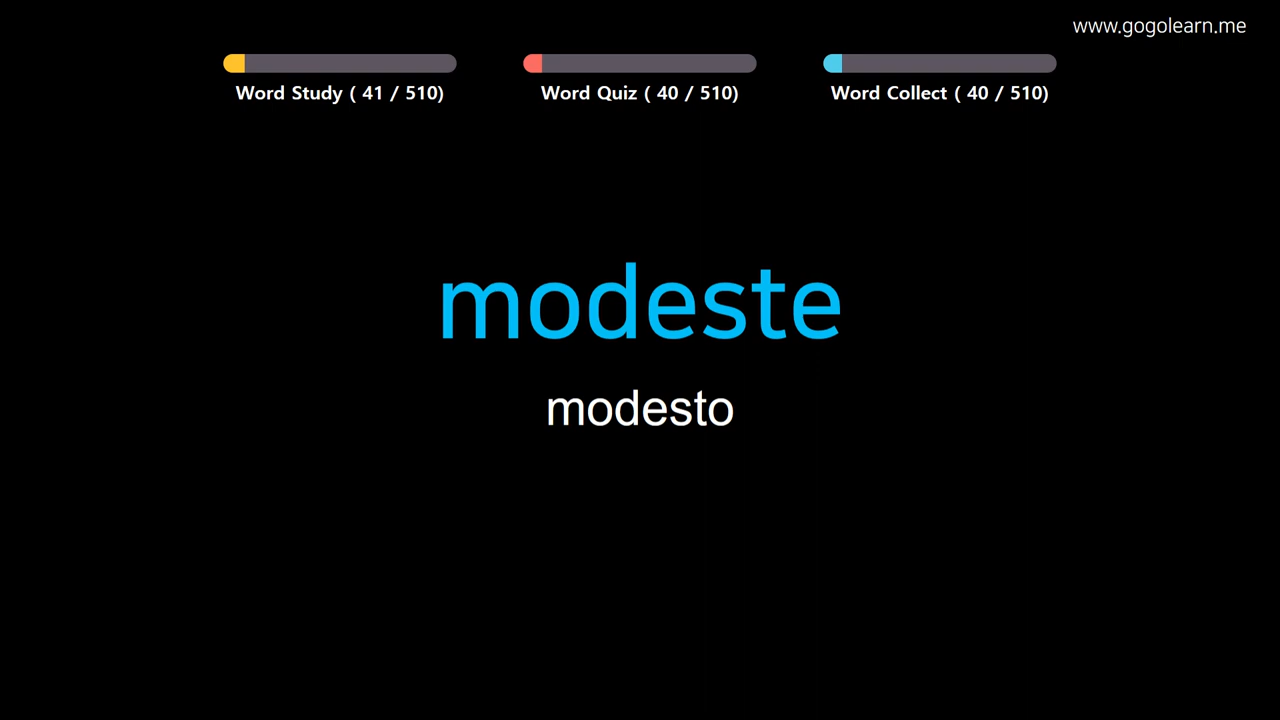 www.gogolearn.me
Word Study ( 41 / 510)
Word Quiz ( 40 / 510)
Word Collect ( 40 / 510)
modeste
modesto